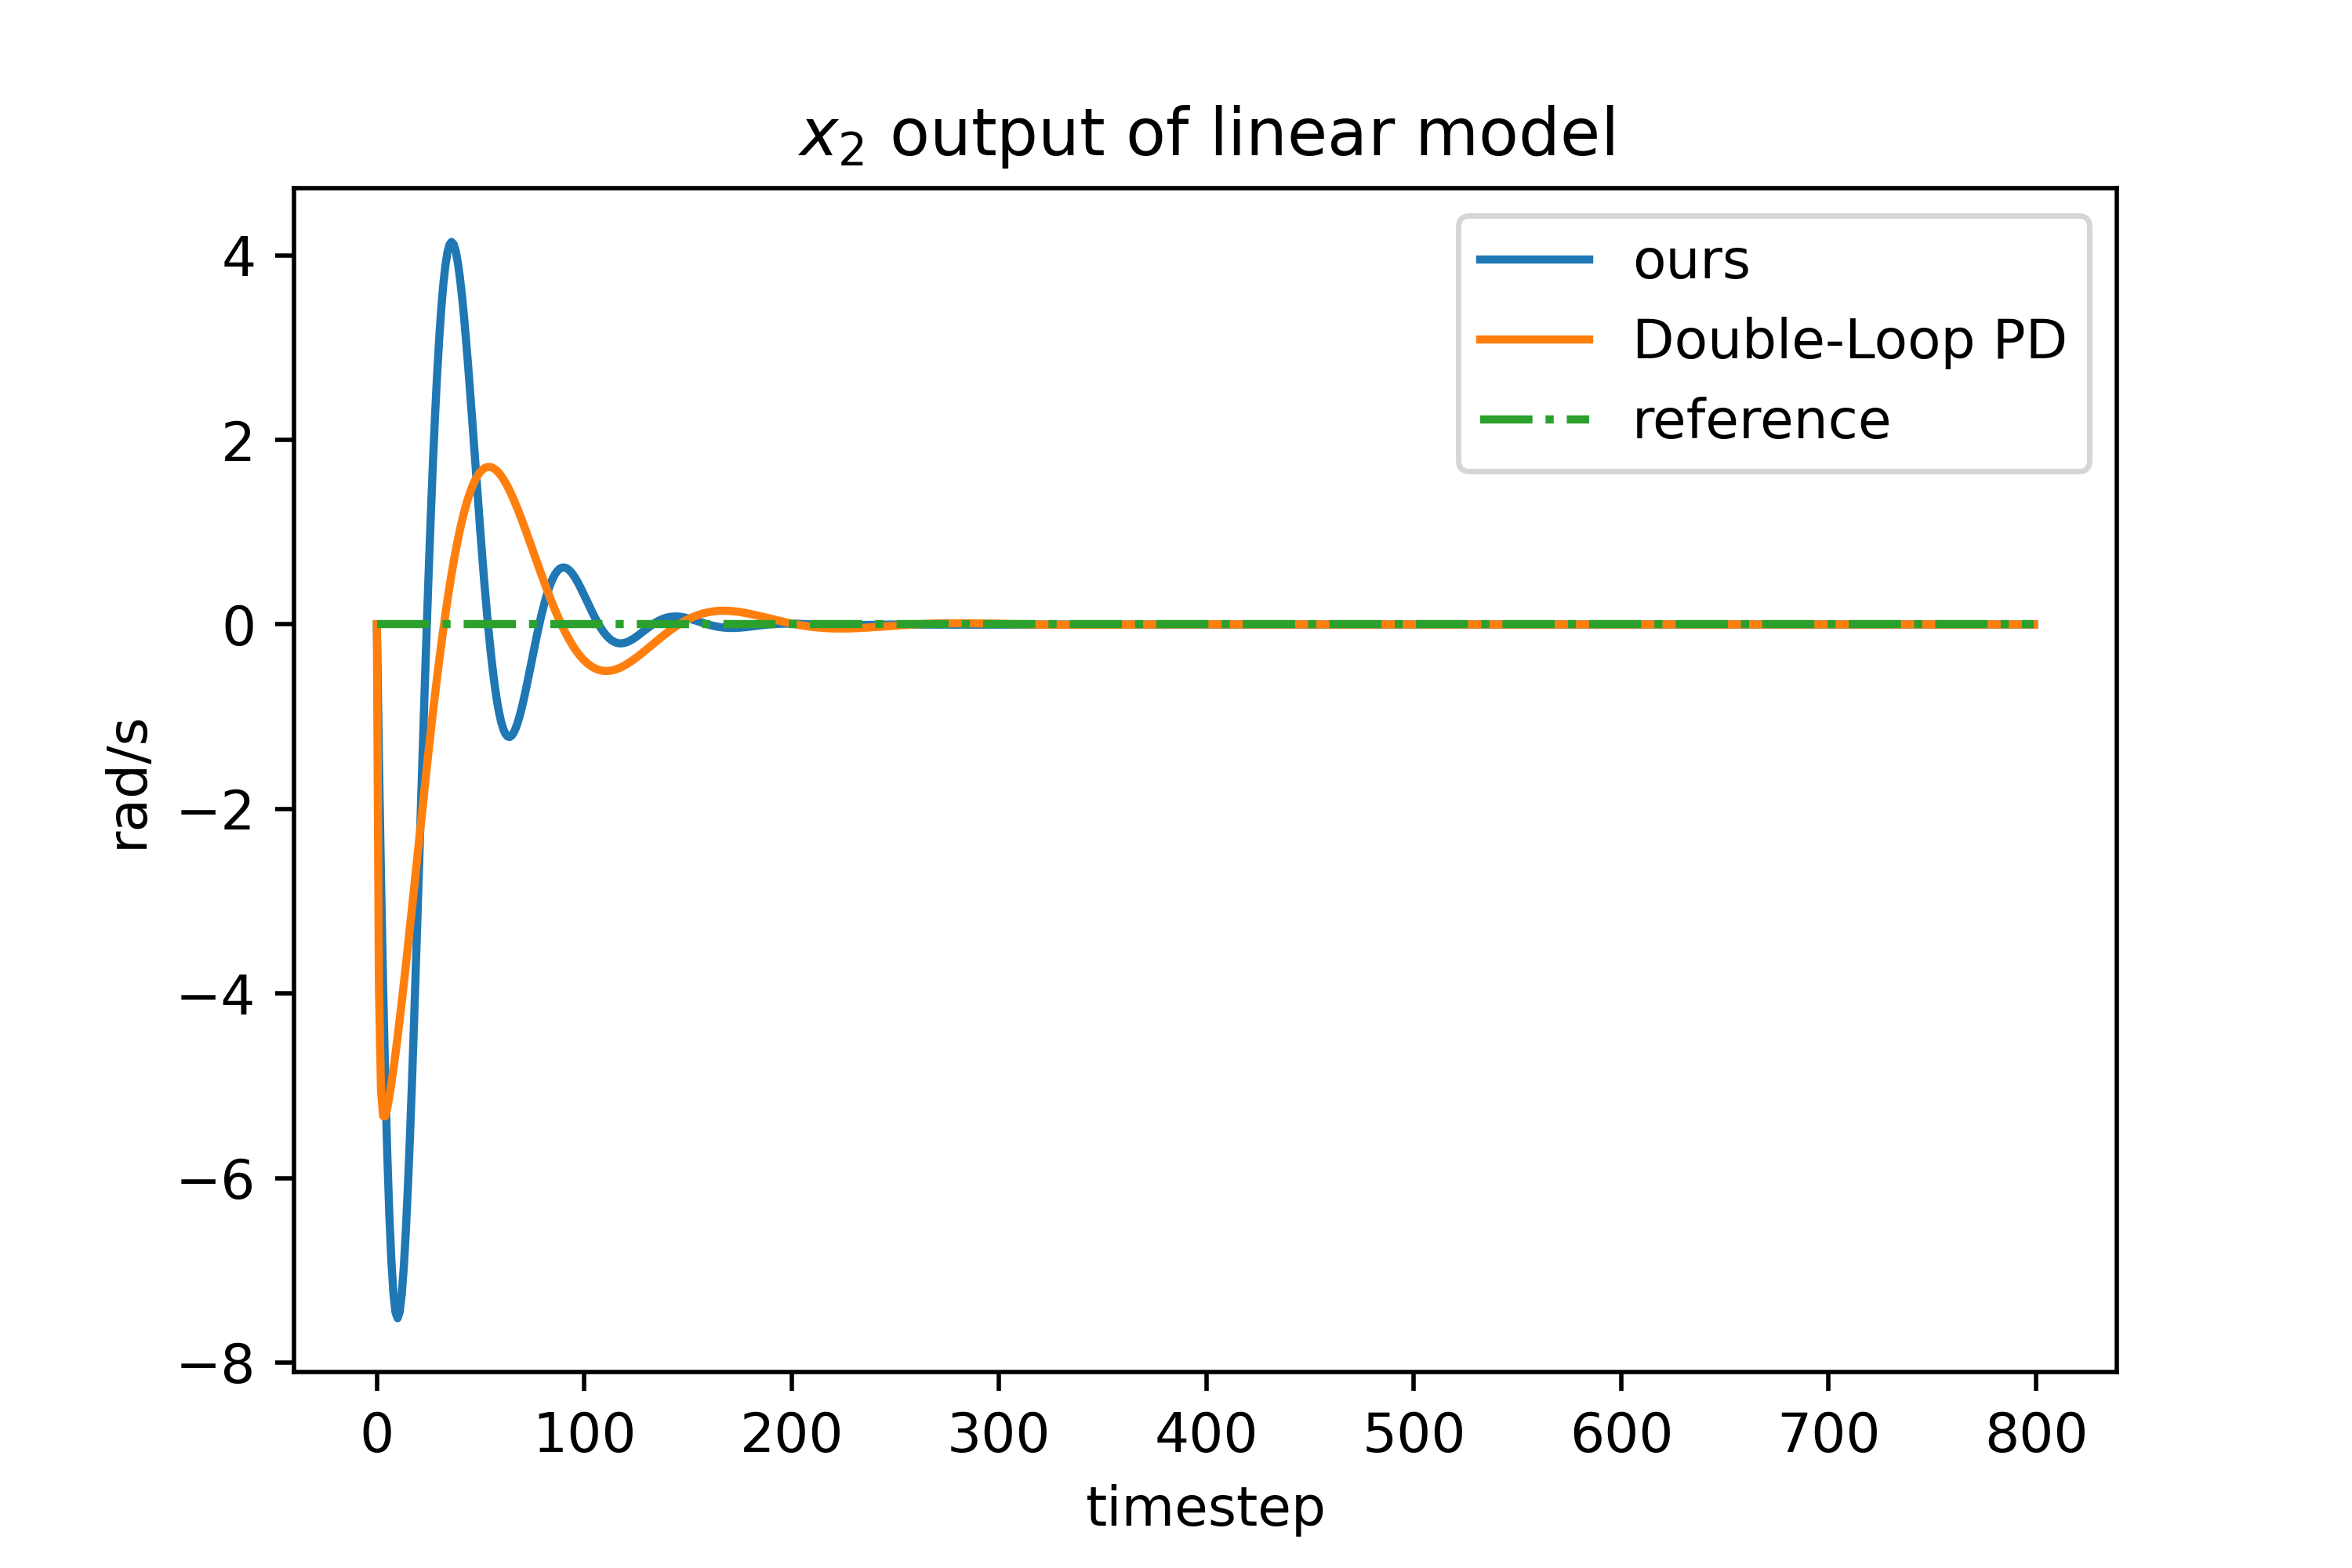 x₂ output of linear model
ours
Double-Loop PD
reference
4
2
0
−2
−4
−6
−8
rad/s
0 100 200 300 400 500 600 700 800
timestep